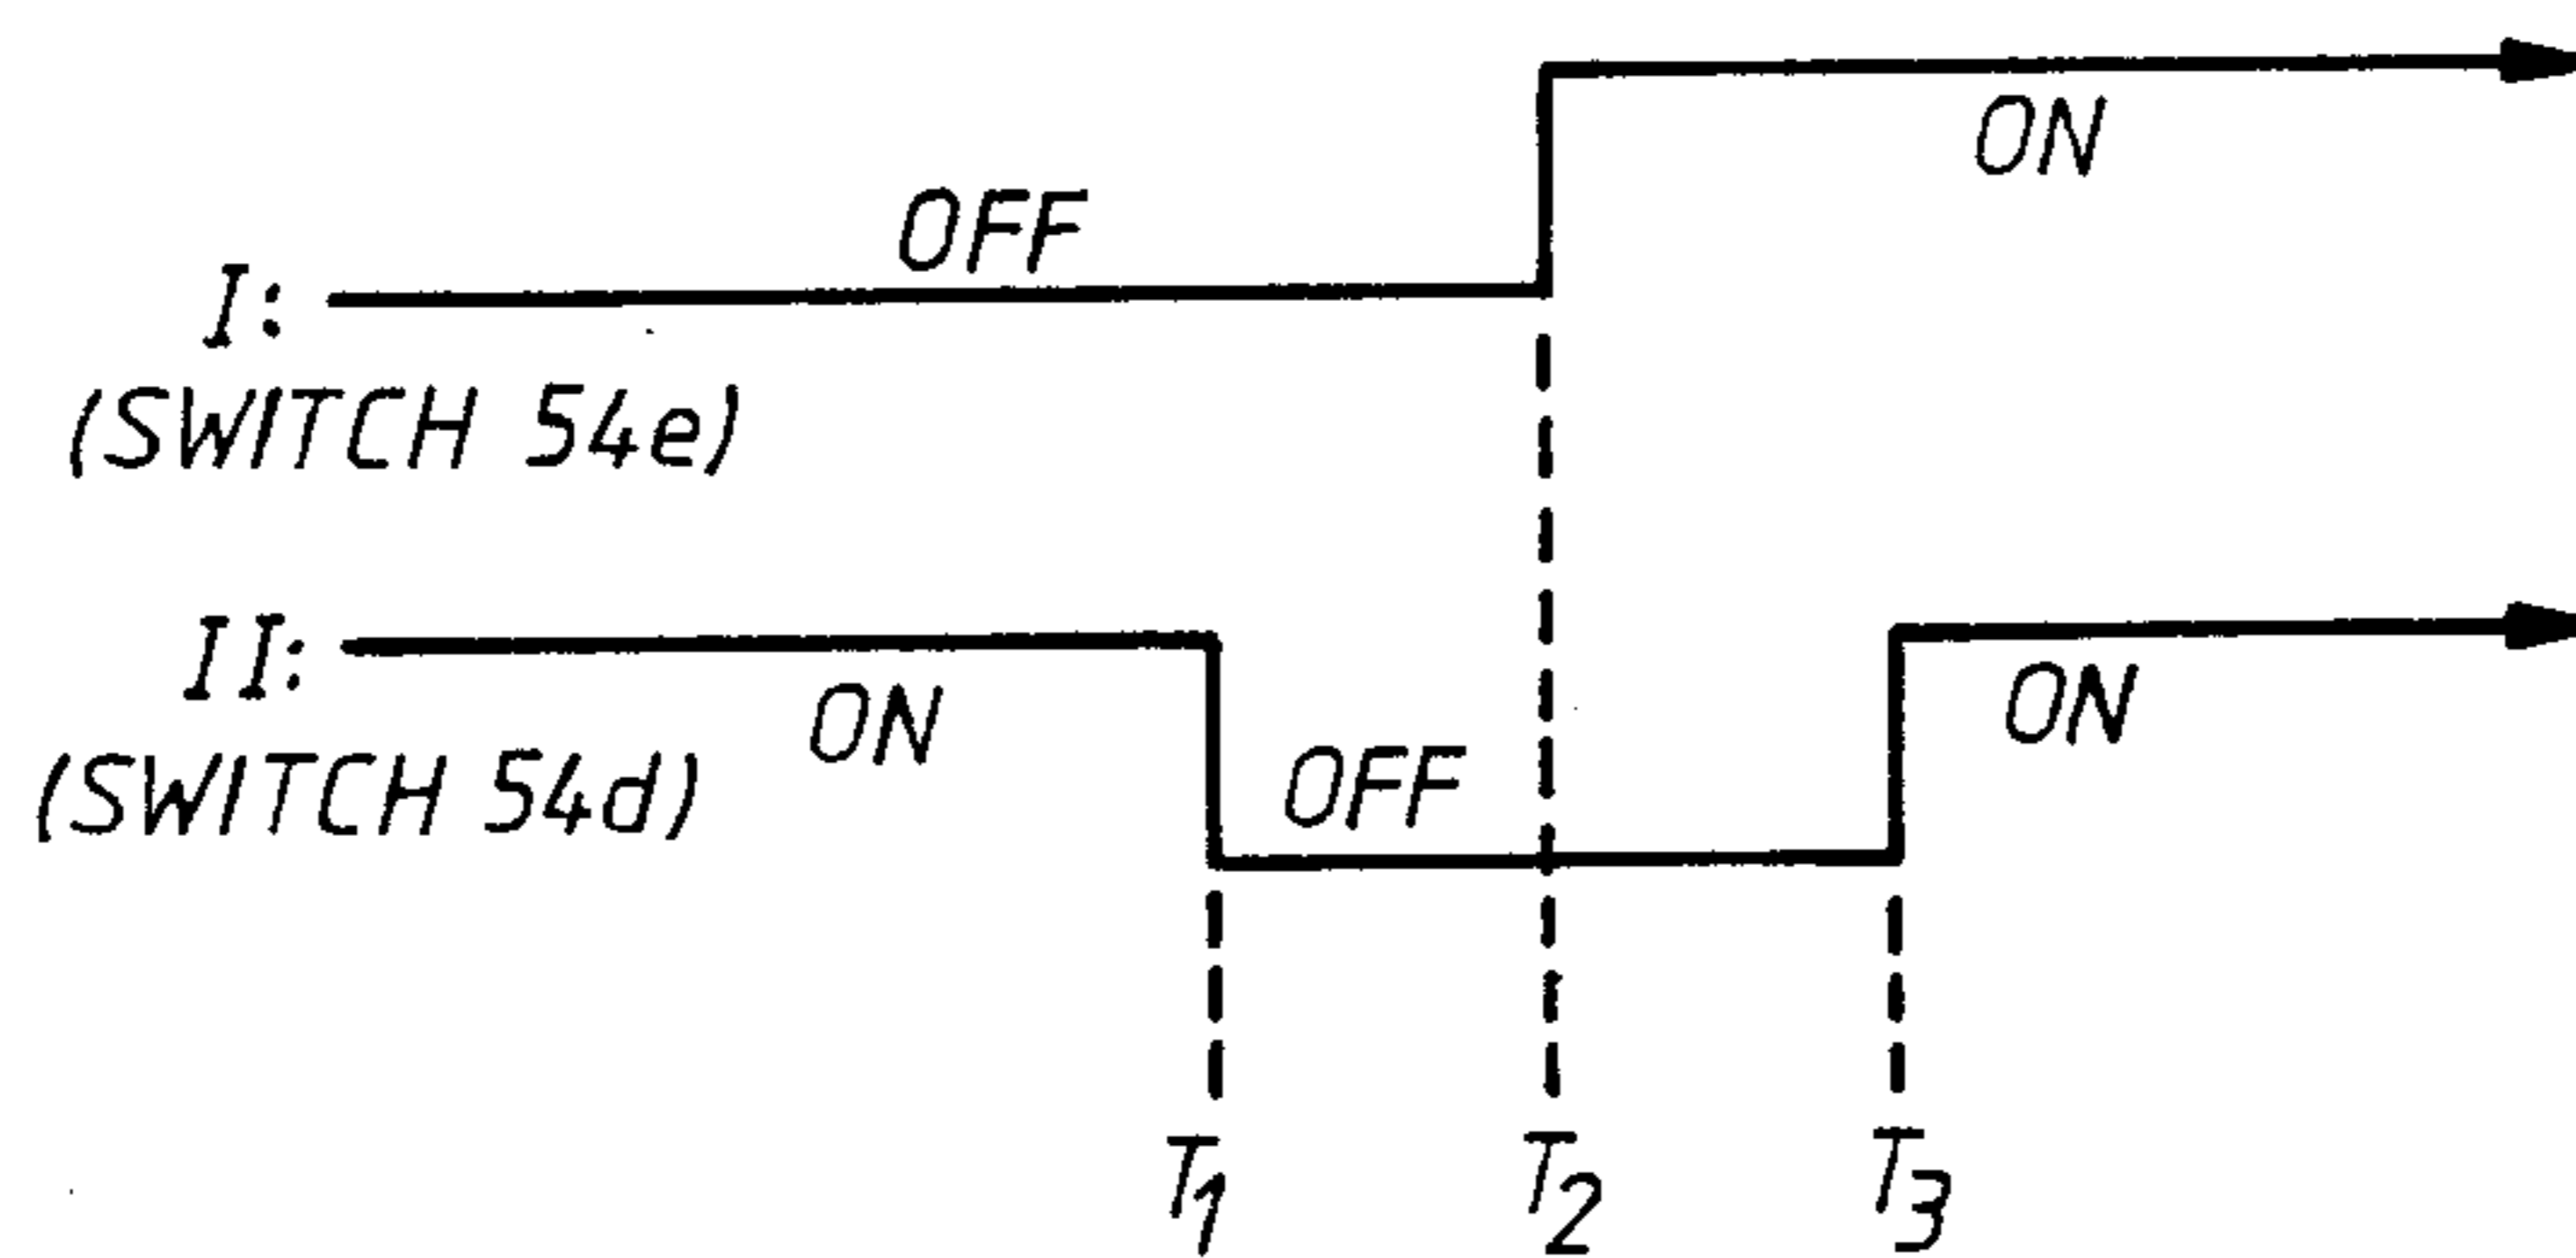 ON
OFF
I:
(SWITCH 54e)
II:
ON
ON
OFF
(SWITCH 54d)
T1 T2 T3